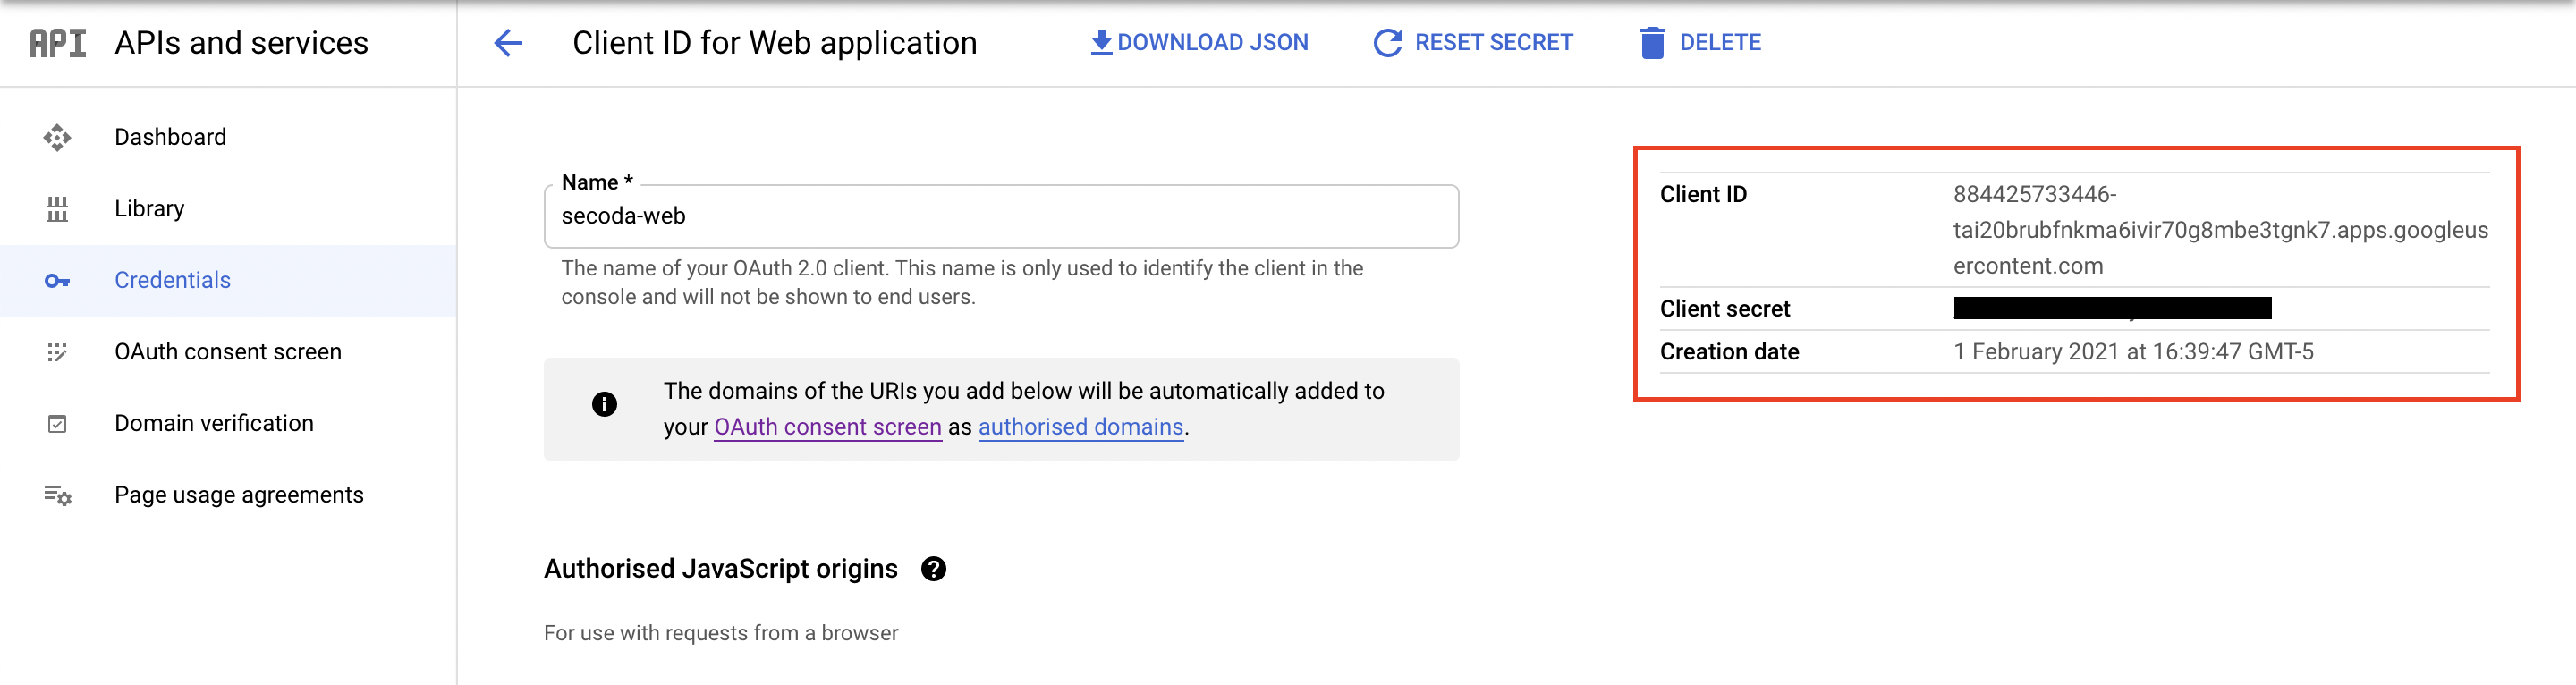 API APIs and services
Client ID for Web application
DOWNLOAD JSON
RESET SECRET
DELETE
Dashboard
Library
Credentials
OAuth consent screen
Domain verification
Page usage agreements
Name *
secoda-web
The name of your OAuth 2.0 client. This name is only used to identify the client in the
console and will not be shown to end users.
The domains of the URIs you add below will be automatically added to
your OAuth consent screen as authorised domains.
Authorised JavaScript origins
For use with requests from a browser
Client ID 884425733446-
tai20brubfnkma6ivir70g8mbe3tgnk7.apps.googleus
ercontent.com
Client secret
Creation date 1 February 2021 at 16:39:47 GMT-5